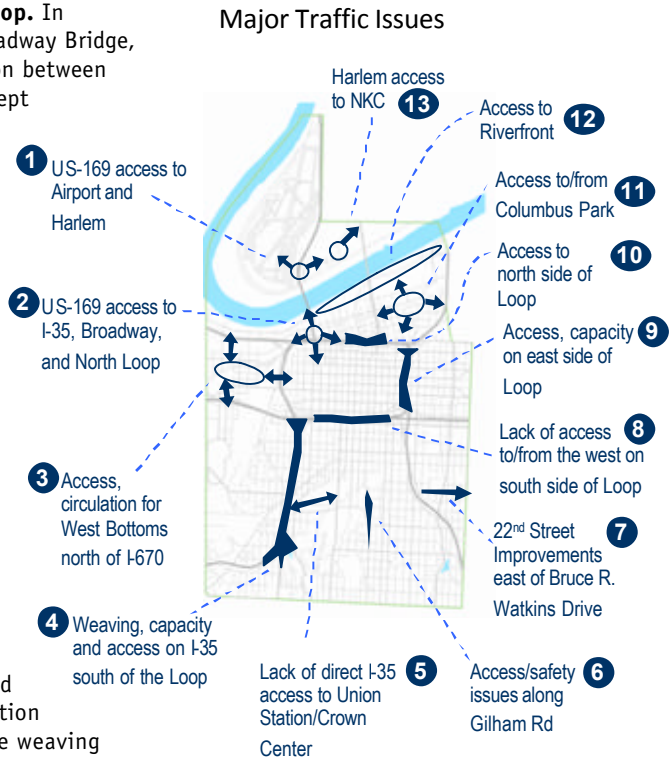 op. In
adway Bridge,
on between
ept
Major Traffic Issues
Harlem access
to NKC 13
Access to
Riverfront 12
1 US-169 access to
Airport and
Harlem
Access to/from 11
Columbus Park
Access to 10
north side of
Loop
2 US-169 access to
I-35, Broadway,
and North Loop
Access, capacity 9
on east side of
Loop
Lack of access 8
to/from the west on
south side of Loop
3 Access,
circulation for
West Bottoms
north of I-670
22nd Street 7
Improvements
east of Bruce R.
Watkins Drive
4 Weaving, capacity
and access on I-35
south of the Loop
Lack of direct I-35 5
access to Union
Station/Crown
Center
Access/safety 6
issues along
Gilham Rd
d
tion
e weaving